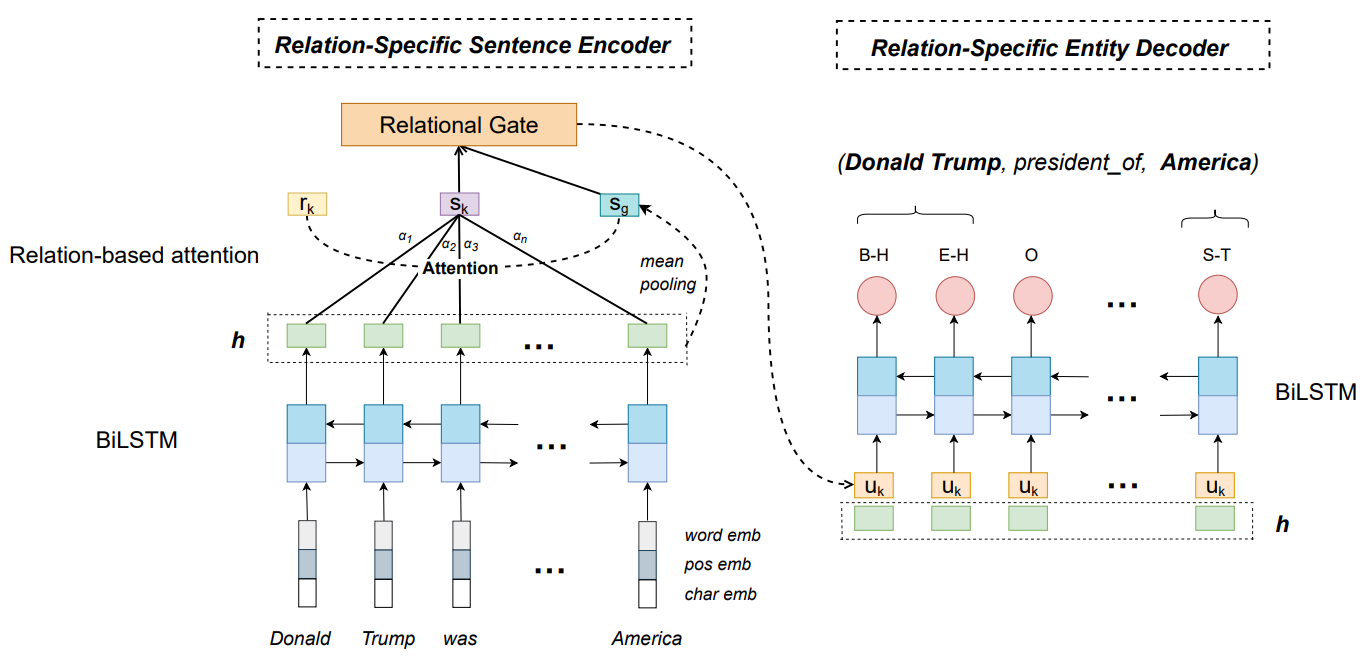 Relation-Specific Sentence Encoder
Relation-Specific Entity Decoder
Relational Gate
(Donald Trump, president_of, America)
rk
sk
sg
α1
α2
α3
αn
Relation-based attention
Attention
mean
pooling
B-H
E-H
O
S-T
...
h
...
BiLSTM
...
BiLSTM
...
uk
uk
uk
...
uk
h
word emb
pos emb
...
char emb
Donald
Trump
was
America